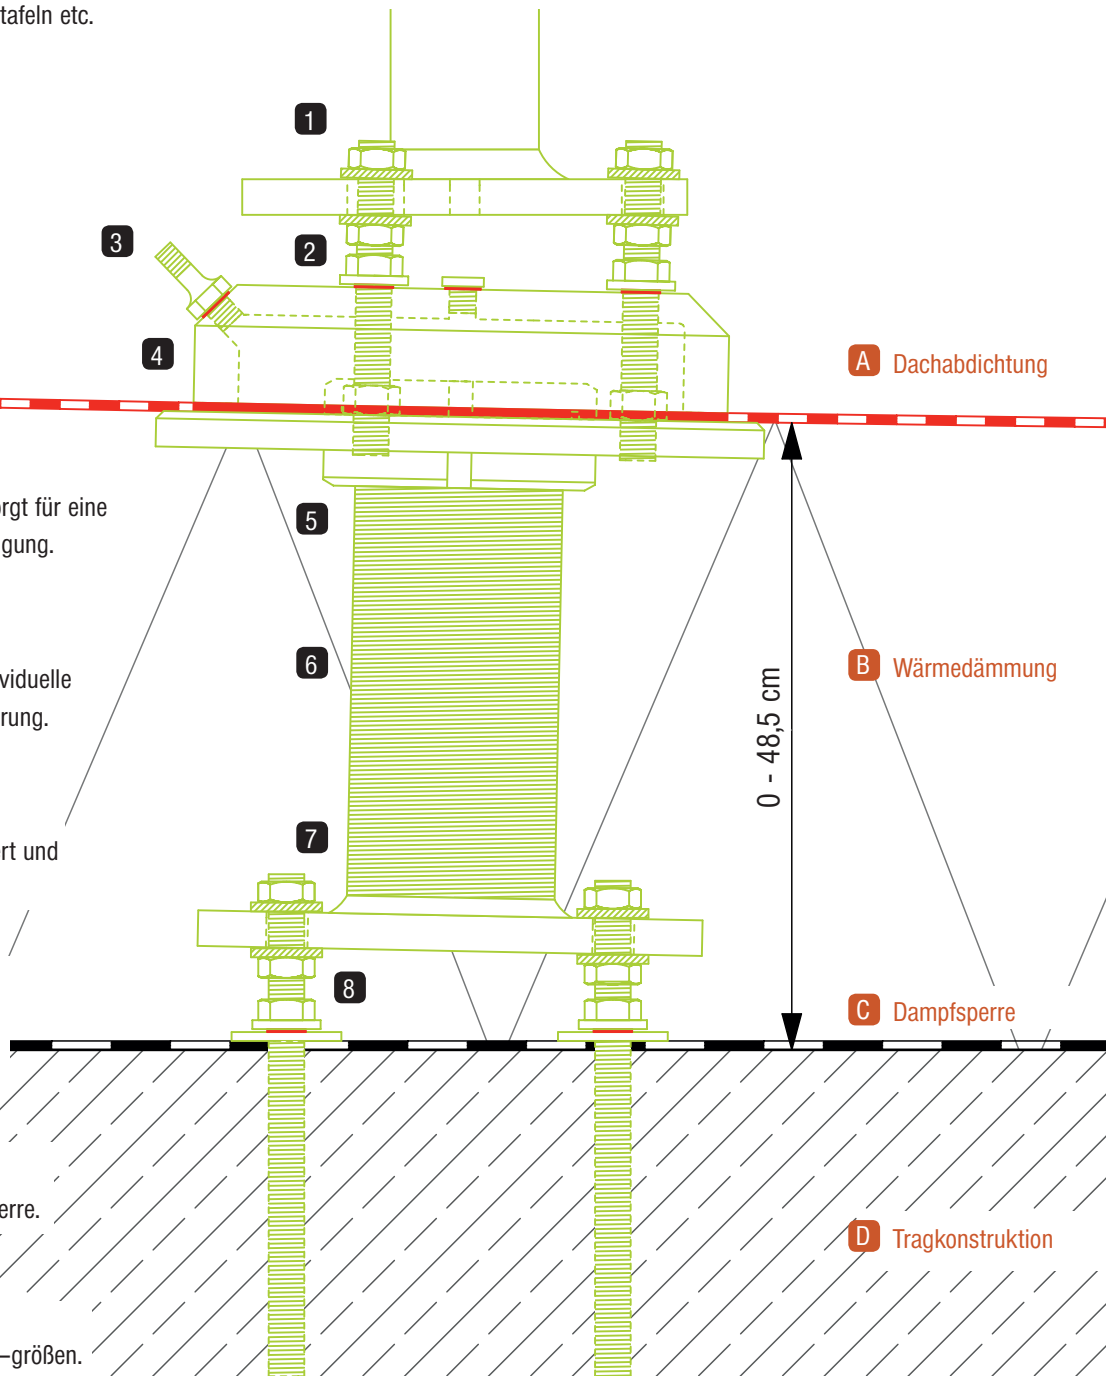 tafeln etc.
1
3
2
4
A Dachabdichtung
rgt für eine
5
gung.
6
B Wärmedämmung
viduelle
rung.
0 - 48,5 cm
7
rt und
8
C Dampfsperre
erre.
D Tragkonstruktion
–größen.